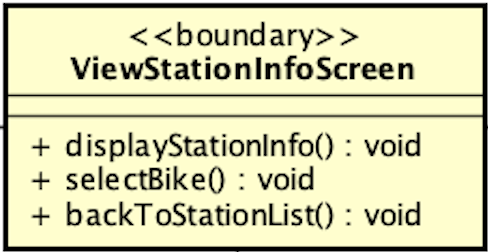 <<boundary>>
ViewStationInfoScreen
+ displayStationInfo() : void
+ selectBike() : void
+ backToStationList() : void